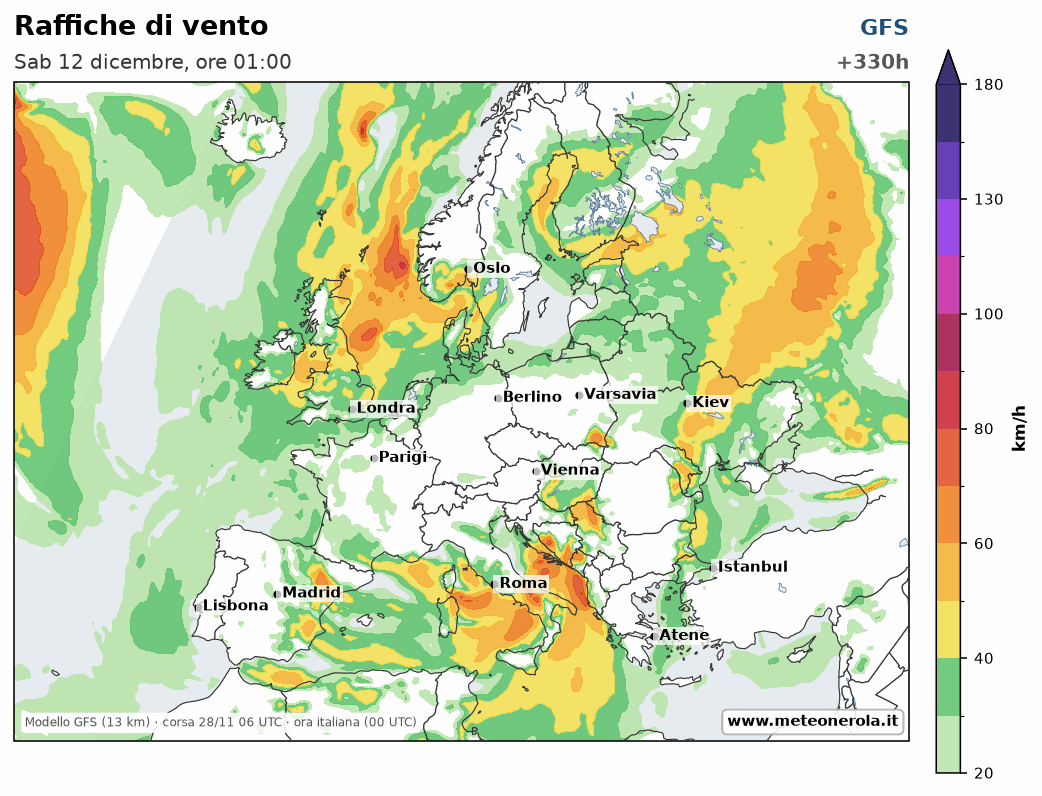 Raffiche di vento
GFS
Sab 12 dicembre, ore 01:00
+330h
180
130
100
80
60
40
20
km/h
Oslo
Berlino
Varsavia
Kiev
Londra
Parigi
Vienna
Istanbul
Roma
Madrid
Lisbona
Atene
Modello GFS (13 km) · corsa 28/11 06 UTC · ora italiana (00 UTC)
www.meteonerola.it